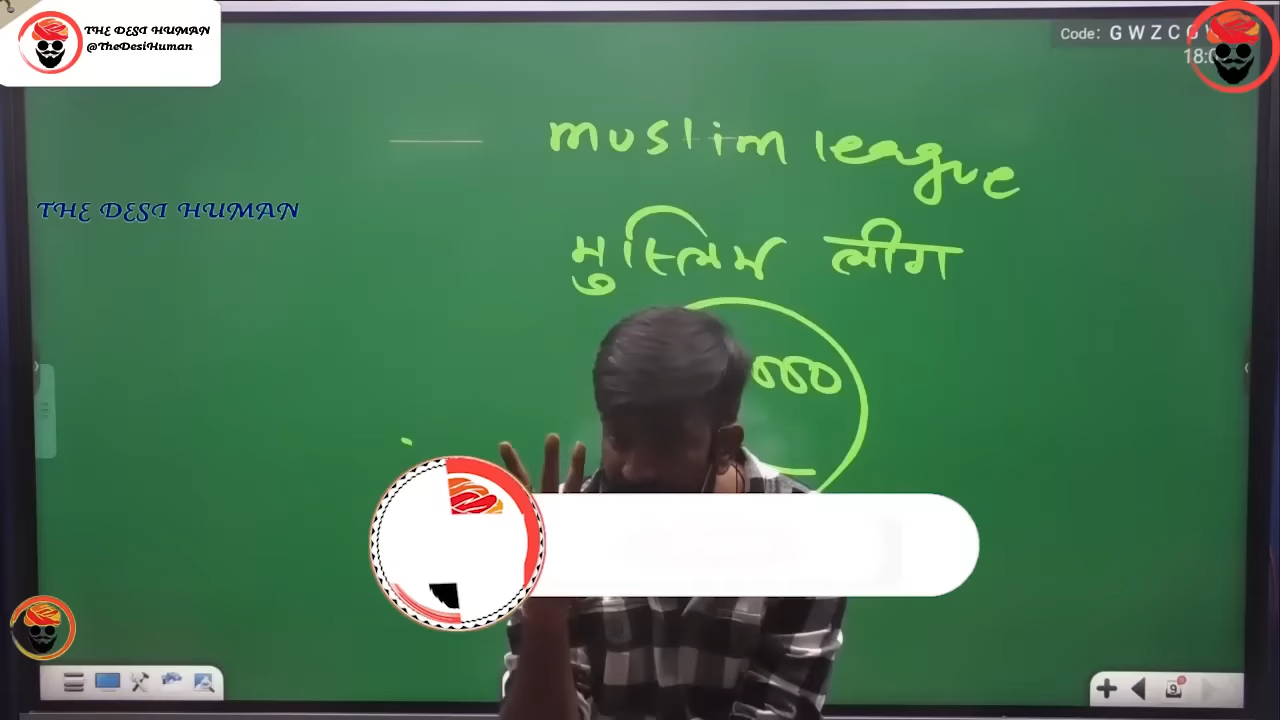 THE DESI HUMAN
@TheDesiHuman
Code: G W Z C
muslim league
THE DESI HUMAN
मुस्लिम लीग